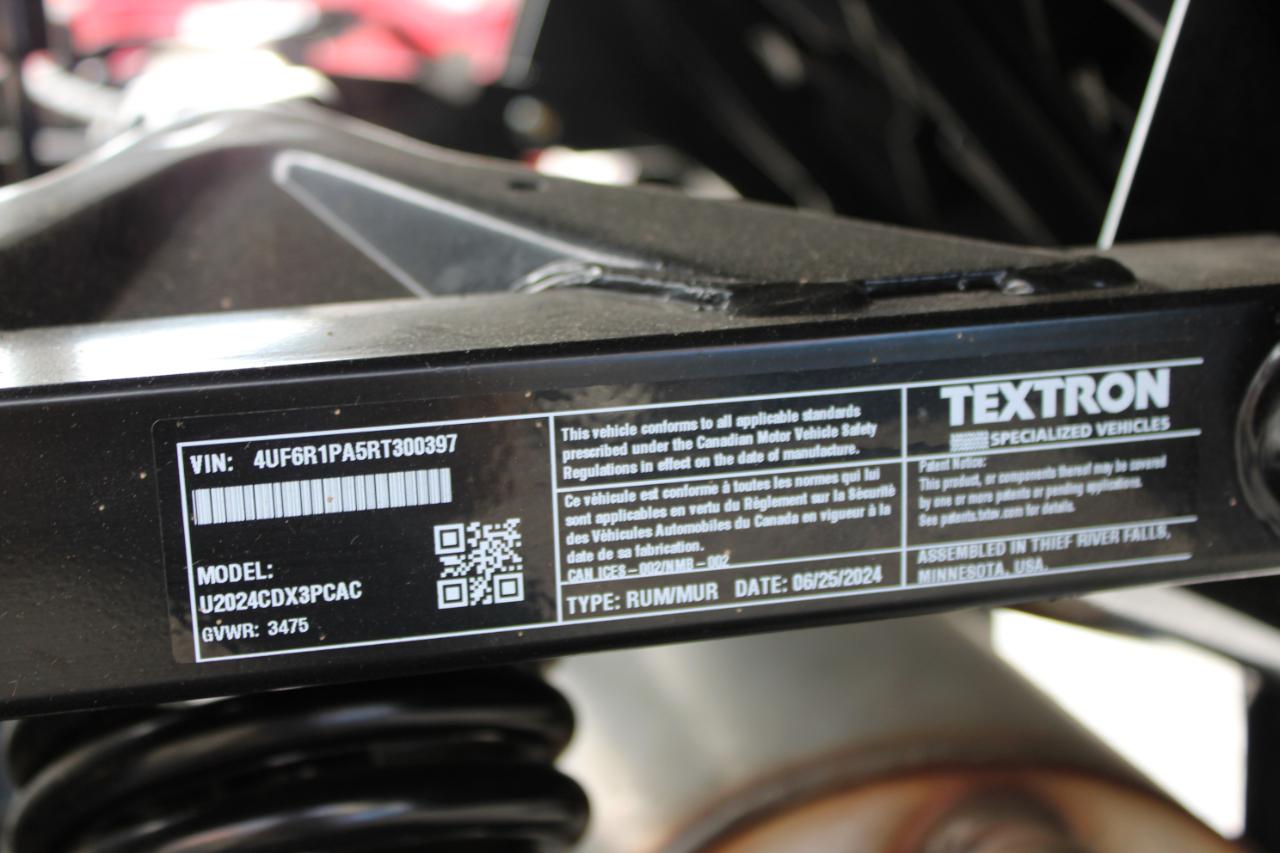 VIN: 4UF6R1PA5RT300397
MODEL:
U2024CDX3PCAC
GVWR: 3475
This vehicle conforms to all applicable standards
prescribed under the Canadian Motor Vehicle Safety
Regulations in effect on the date of manufacture.
Ce vèhicule est conforme à toutes les normes qui lui
sont applicables en vertu du Règlement sur la Sècuritè
des Vèhicules Automobiles du Canada en vigueur à la
date de sa fabrication.
CAN ICES - 002/NMB - 002
TYPE: RUM/MUR DATE: 06/25/2024
TEXTRON
SPECIALIZED VEHICLES
Patent Notice:
This product, or components thereof may be covered
by one or more patents or pending applications.
See patents.txtsv.com for details.
ASSEMBLED IN THIEF RIVER FALLS,
MINNESOTA, USA.